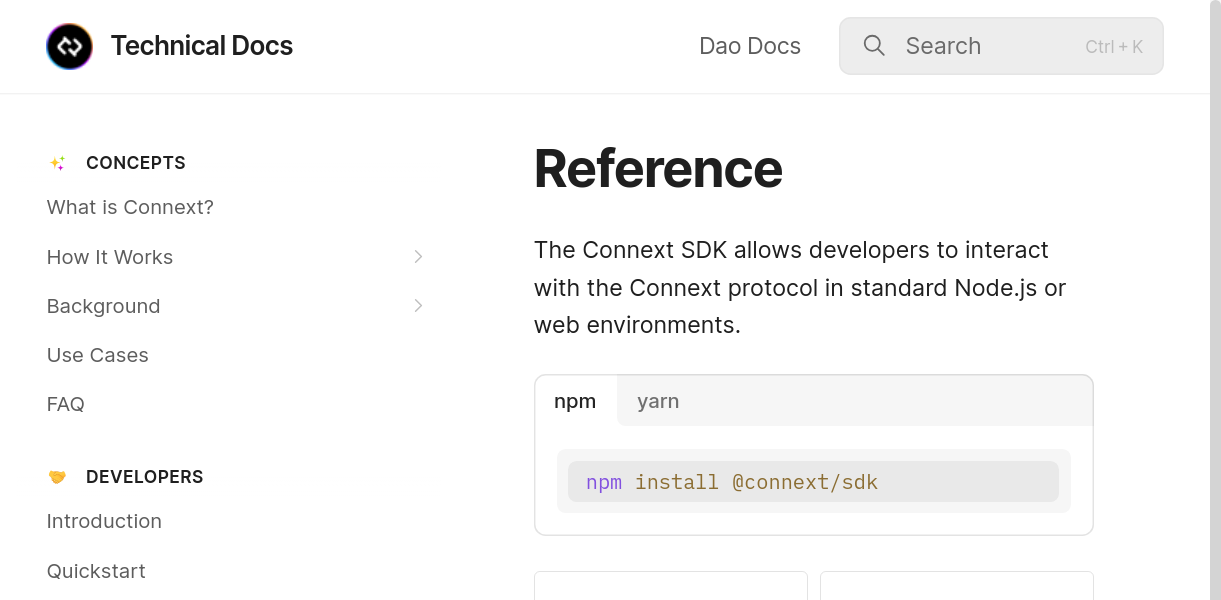 Technical Docs
Dao Docs
Search
Ctrl + K
CONCEPTS
What is Connext?
How It Works
Background
Use Cases
FAQ
DEVELOPERS
Introduction
Quickstart
Reference
The Connext SDK allows developers to interact
with the Connext protocol in standard Node.js or
web environments.
npm
yarn
npm install @connext/sdk